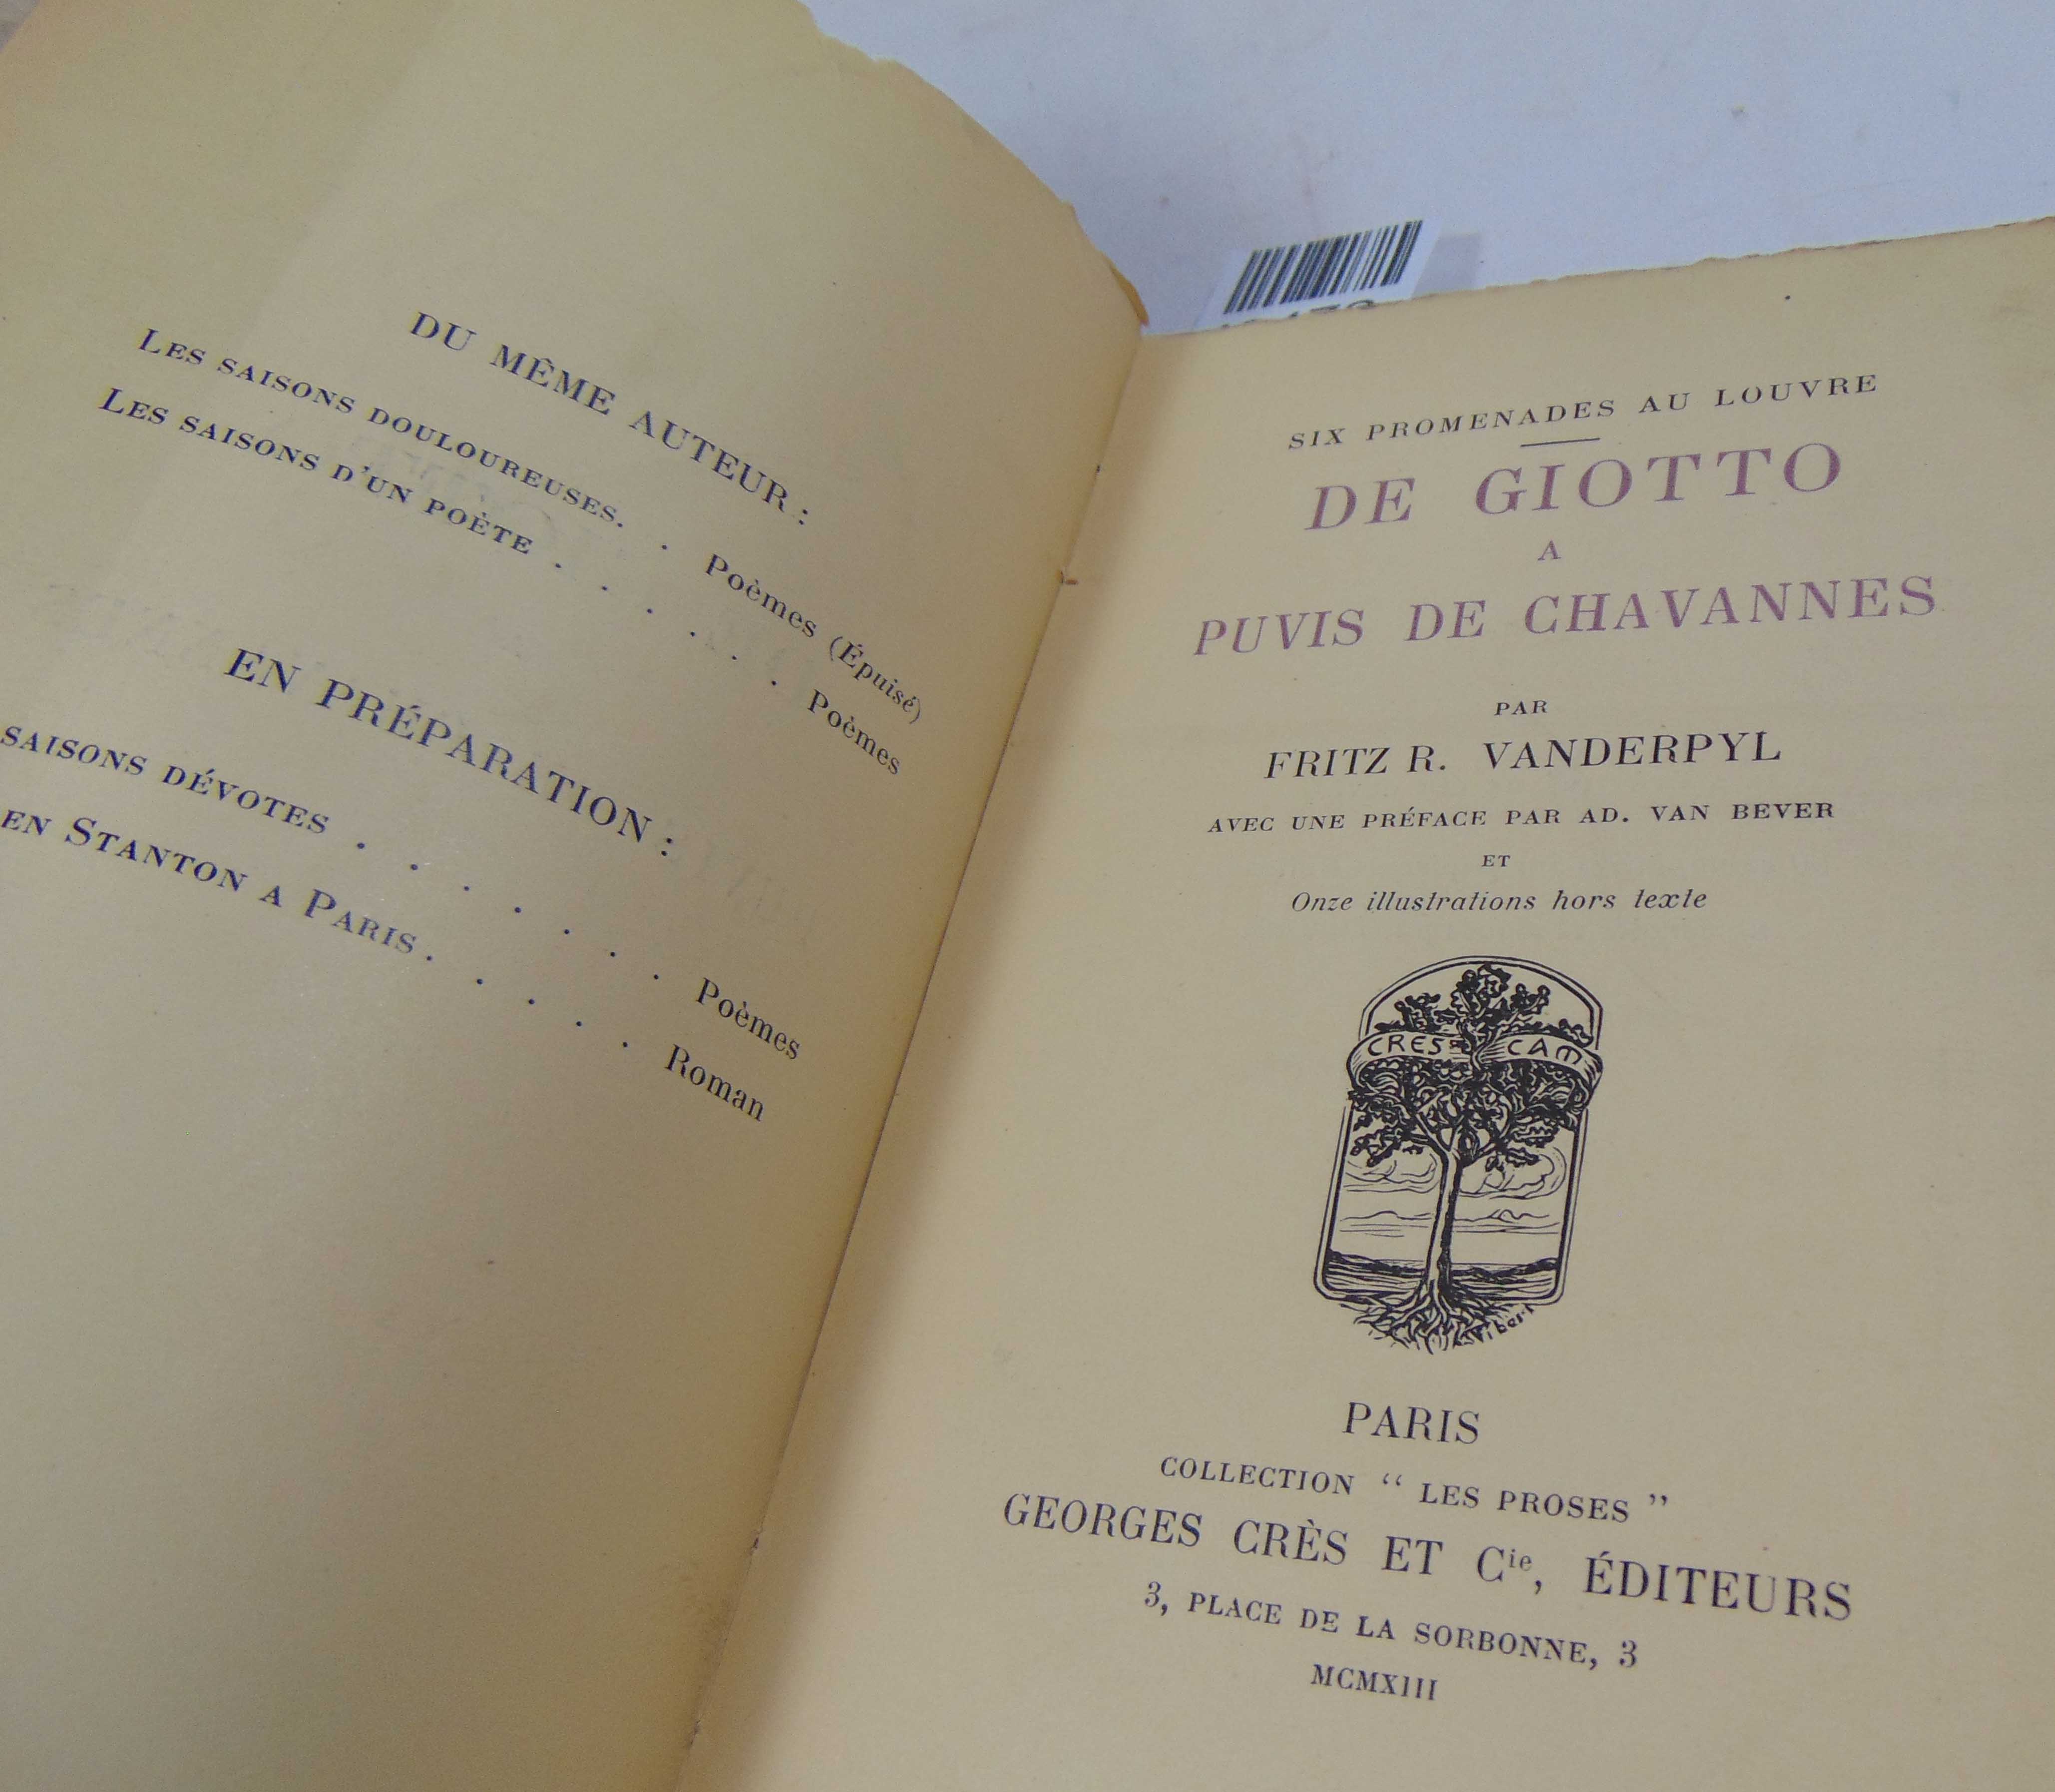 DU MÊME AUTEUR :
LES SAISONS DOULOUREUSES. . Poèmes (Épuisé)
LES SAISONS D'UN POÈTE . . . . . . Poèmes
EN PRÉPARATION :
SAISONS DÉVOTES . . . . . . . Poèmes
EN STANTON A PARIS. . . . . Roman
SIX PROMENADES AU LOUVRE
DE GIOTTO
A
PUVIS DE CHAVANNES
PAR
FRITZ R. VANDERPYL
AVEC UNE PRÉFACE PAR AD. VAN BEVER
ET
Onze illustrations hors texte
CRES CAM
PARIS
COLLECTION “ LES PROSES ”
GEORGES CRÈS ET Cie, ÉDITEURS
3, PLACE DE LA SORBONNE, 3
MCMXIII